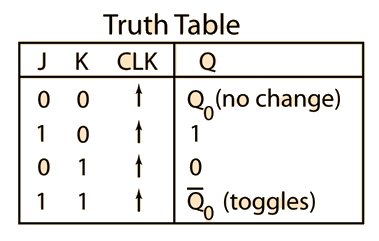 Truth Table
J K CLK Q
0 0 ↑ Q₀(no change)
1 0 ↑ 1
0 1 ↑ 0
1 1 ↑ Q̅₀ (toggles)